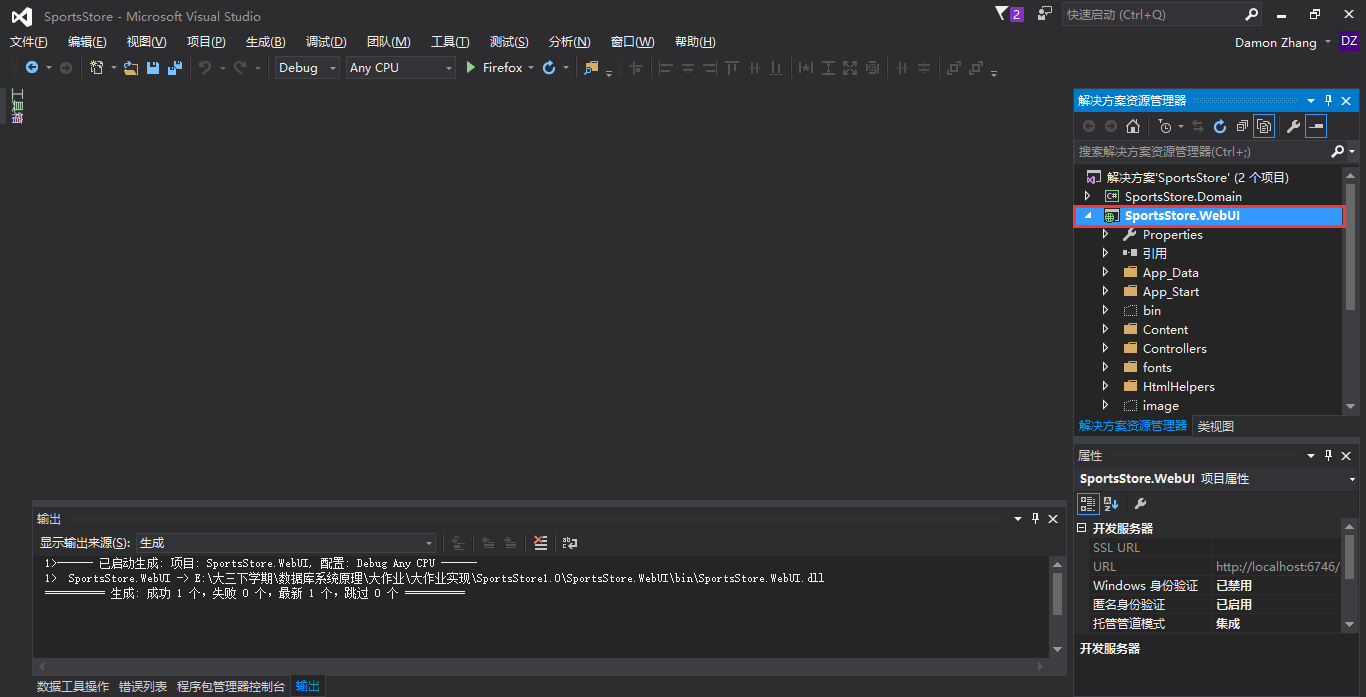 SportsStore - Microsoft Visual Studio
2
快速启动 (Ctrl+Q)
文件(F) 编辑(E) 视图(V) 项目(P) 生成(B) 调试(D) 团队(M) 工具(T) 测试(S) 分析(N) 窗口(W) 帮助(H)
Damon Zhang DZ
Debug Any CPU Firefox
工具箱
解决方案资源管理器
搜索解决方案资源管理器(Ctrl+;)
解决方案'SportsStore' (2 个项目)
C# SportsStore.Domain
SportsStore.WebUI
Properties
引用
App_Data
App_Start
bin
Content
Controllers
fonts
HtmlHelpers
image
解决方案资源管理器 类视图
属性
SportsStore.WebUI 项目属性
开发服务器
SSL URL
URL http://localhost:6746/
Windows 身份验证 已禁用
匿名身份验证 已启用
托管管道模式 集成
开发服务器
输出
显示输出来源(S): 生成
1>------ 已启动生成: 项目: SportsStore.WebUI, 配置: Debug Any CPU ------
1> SportsStore.WebUI -> E:\大三下学期\数据库系统原理\大作业\大作业实现\SportsStore1.0\SportsStore.WebUI\bin\SportsStore.WebUI.dll
========== 生成: 成功 1 个，失败 0 个，最新 1 个，跳过 0 个 ==========
数据工具操作 错误列表 程序包管理器控制台 输出